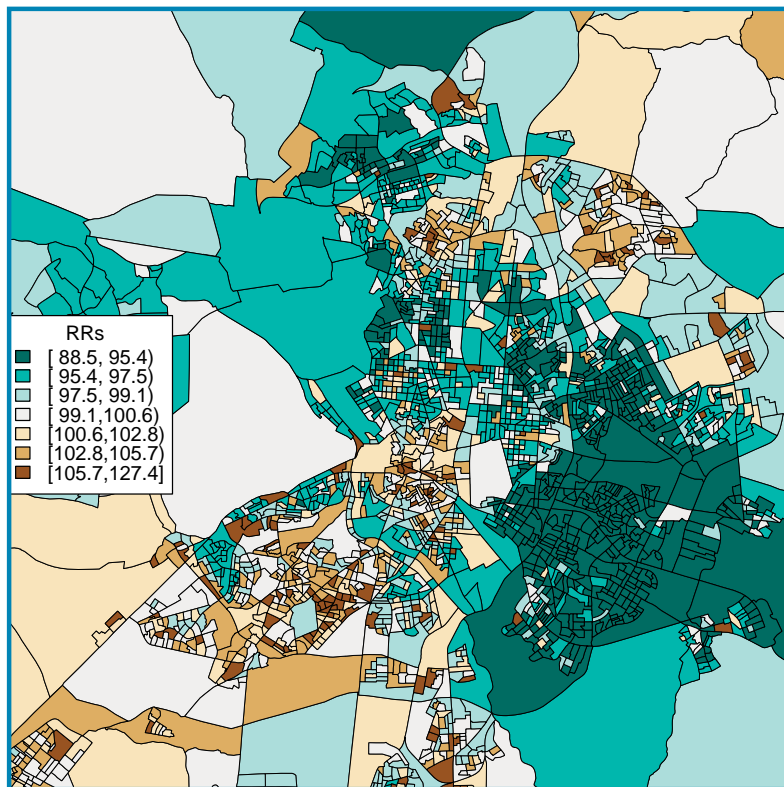 RRs
[ 88.5, 95.4)
[ 95.4, 97.5)
[ 97.5, 99.1)
[ 99.1,100.6)
[100.6,102.8)
[102.8,105.7)
[105.7,127.4]